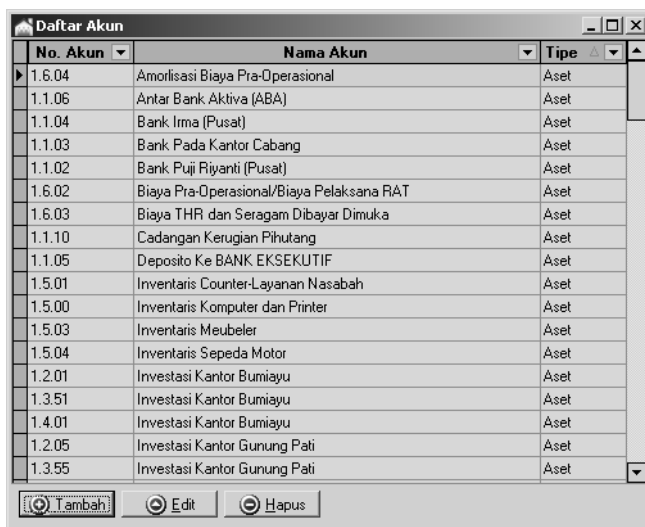 Daftar Akun
No. Akun Nama Akun Tipe
1.6.04 Amorlisasi Biaya Pra-Operasional Aset
1.1.06 Antar Bank Aktiva (ABA) Aset
1.1.04 Bank Irma (Pusat) Aset
1.1.03 Bank Pada Kantor Cabang Aset
1.1.02 Bank Puji Riyanti (Pusat) Aset
1.6.02 Biaya Pra-Operasional/Biaya Pelaksana RAT Aset
1.6.03 Biaya THR dan Seragam Dibayar Dimuka Aset
1.1.10 Cadangan Kerugian Pihutang Aset
1.1.05 Deposito Ke BANK EKSEKUTIF Aset
1.5.01 Inventaris Counter-Layanan Nasabah Aset
1.5.00 Inventaris Komputer dan Printer Aset
1.5.03 Inventaris Meubeler Aset
1.5.04 Inventaris Sepeda Motor Aset
1.2.01 Investasi Kantor Bumiayu Aset
1.3.51 Investasi Kantor Bumiayu Aset
1.4.01 Investasi Kantor Bumiayu Aset
1.2.05 Investasi Kantor Gunung Pati Aset
1.3.55 Investasi Kantor Gunung Pati Aset
Tambah Edit Hapus